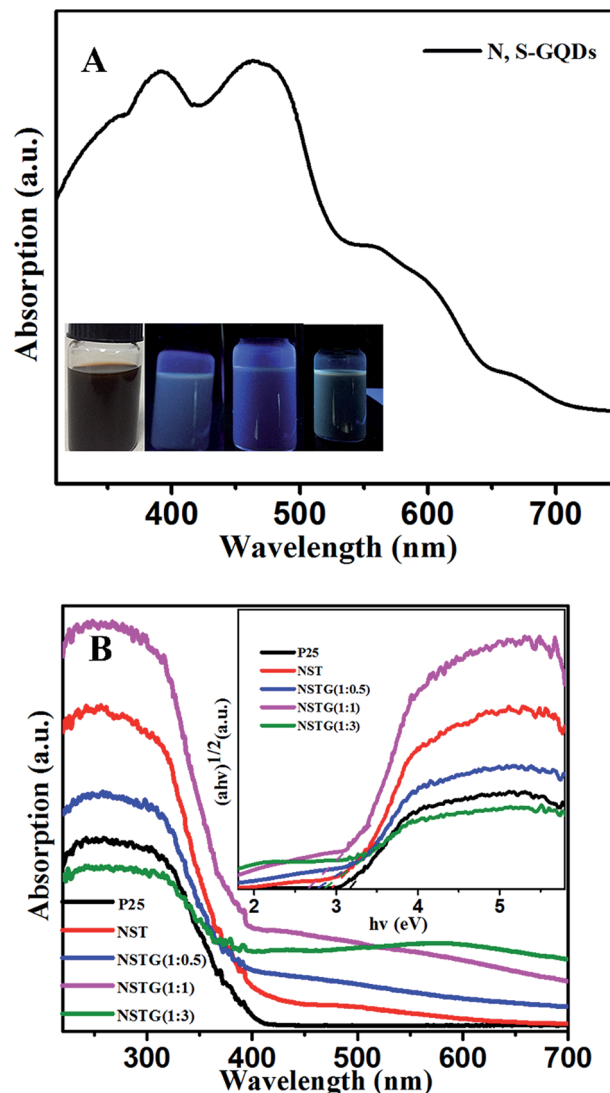 A
N, S-GQDs
Absorption (a.u.)
400
500
600
700
Wavelength (nm)
B
P25
NST
NSTG(1:0.5)
NSTG(1:1)
NSTG(1:3)
(ahv)1/2(a.u.)
2
3
4
5
hv (eV)
Absorption (a.u.)
P25
NST
NSTG(1:0.5)
NSTG(1:1)
NSTG(1:3)
300
400
500
600
700
Wavelength (nm)